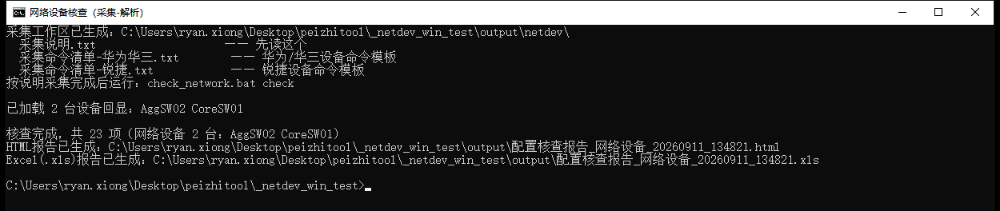 网络设备核查（采集-解析）
采集工作区已生成：C:\Users\ryan.xiong\Desktop\peizhitool\_netdev_win_test\output\netdev\
采集说明.txt —— 先读这个
采集命令清单-华为华三.txt —— 华为/华三设备命令模板
采集命令清单-锐捷.txt —— 锐捷设备命令模板
按说明采集完成后运行：check_network.bat check
已加载 2 台设备回显：AggSW02 CoreSW01
核查完成，共 23 项（网络设备 2 台：AggSW02 CoreSW01）
HTML报告已生成：C:\Users\ryan.xiong\Desktop\peizhitool\_netdev_win_test\output\配置核查报告_网络设备_20260911_134821.html
Excel(.xls)报告已生成：C:\Users\ryan.xiong\Desktop\peizhitool\_netdev_win_test\output\配置核查报告_网络设备_20260911_134821.xls
C:\Users\ryan.xiong\Desktop\peizhitool\_netdev_win_test>